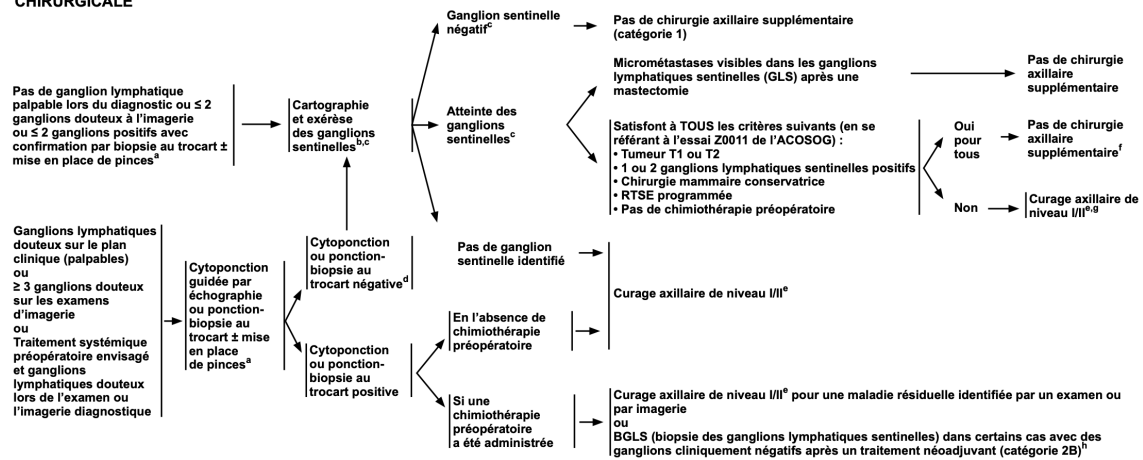 CHIRURGICALE
Ganglion sentinelle
négatif^c
Pas de chirurgie axillaire supplémentaire
(catégorie 1)
Pas de ganglion lymphatique
palpable lors du diagnostic ou ≤ 2
ganglions douteux à l’imagerie
ou ≤ 2 ganglions positifs avec
confirmation par biopsie au trocart ±
mise en place de pinces^a
Cartographie
et exérèse
des ganglions
sentinelles^b,c
Atteinte des
ganglions
sentinelles^c
Micrométastases visibles dans les ganglions
lymphatiques sentinelles (GLS) après une
mastectomie
Pas de chirurgie
axillaire
supplémentaire
Satisfont à TOUS les critères suivants (en se
référant à l’essai Z0011 de l’ACOSOG) :
• Tumeur T1 ou T2
• 1 ou 2 ganglions lymphatiques sentinelles positifs
• Chirurgie mammaire conservatrice
• RTSE programmée
• Pas de chimiothérapie préopératoire
Oui
pour
tous
Pas de chirurgie
axillaire
supplémentaire^f
Non
Curage axillaire de
niveau I/II^e,g
Ganglions lymphatiques
douteux sur le plan
clinique (palpables)
ou
≥ 3 ganglions douteux
sur les examens
d’imagerie
ou
Traitement systémique
préopératoire envisagé
et ganglions
lymphatiques douteux
lors de l’examen ou
l’imagerie diagnostique
Cytoponction
guidée par
échographie
ou ponction-
biopsie au
trocart ± mise
en place
de pinces^a
Cytoponction
ou ponction-
biopsie au
trocart négative^d
Pas de ganglion
sentinelle identifié
Curage axillaire de niveau I/II^e
Cytoponction
ou ponction-
biopsie au
trocart positive
En l’absence de
chimiothérapie
préopératoire
Si une
chimiothérapie
préopératoire
a été administrée
Curage axillaire de niveau I/II^e pour une maladie résiduelle identifiée par un examen ou
par imagerie
ou
BGLS (biopsie des ganglions lymphatiques sentinelles) dans certains cas avec des
ganglions cliniquement négatifs après un traitement néoadjuvant (catégorie 2B)^h